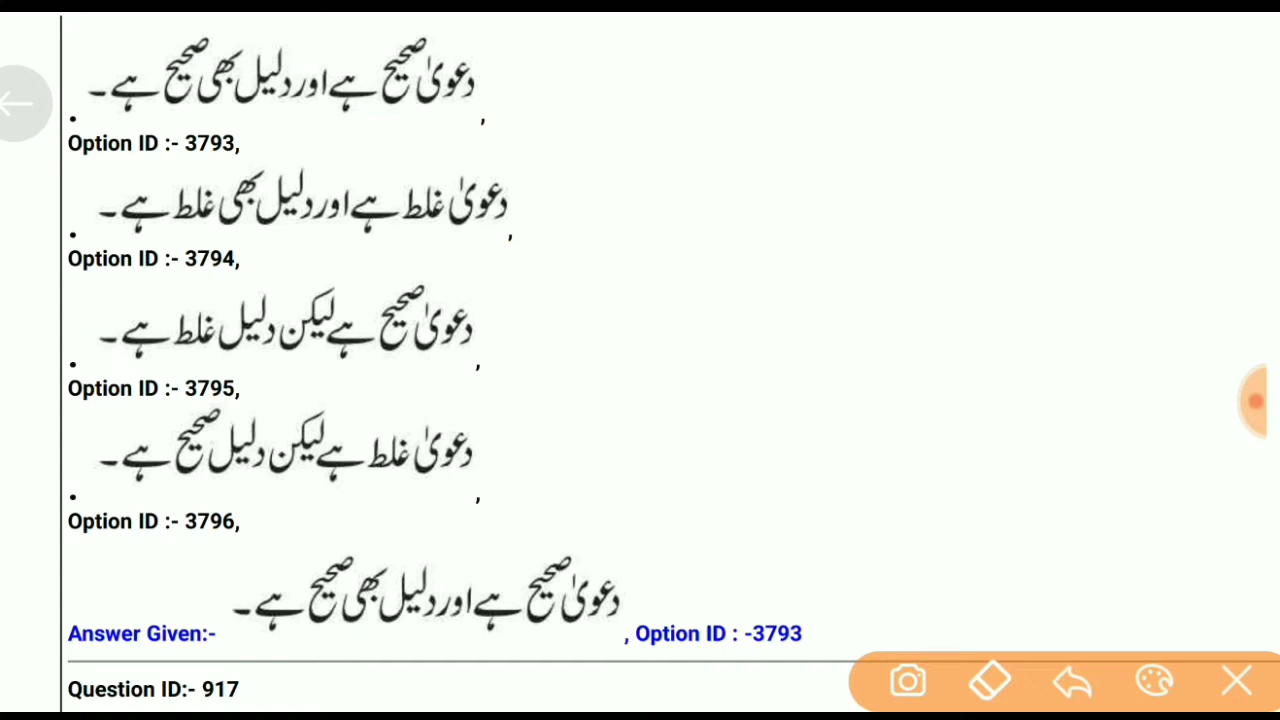 دعویٰ صحیح ہے اور دلیل بھی صحیح ہے۔
• ,
Option ID :- 3793,
دعویٰ غلط ہے اور دلیل بھی غلط ہے۔
• ,
Option ID :- 3794,
دعویٰ صحیح ہے لیکن دلیل غلط ہے۔
• ,
Option ID :- 3795,
دعویٰ غلط ہے لیکن دلیل صحیح ہے۔
• ,
Option ID :- 3796,
دعویٰ صحیح ہے اور دلیل بھی صحیح ہے۔
Answer Given:- , Option ID : -3793
Question ID:- 917